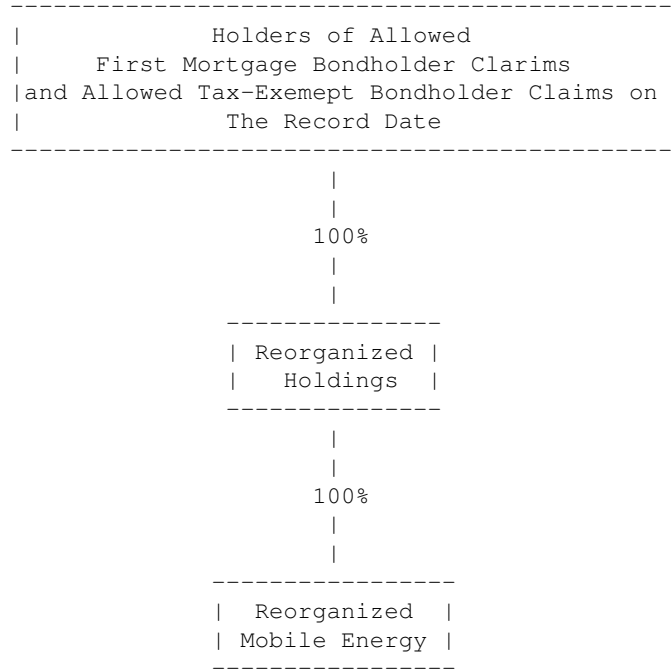 Holders of Allowed
First Mortgage Bondholder Clarims
and Allowed Tax-Exemept Bondholder Claims on
The Record Date
100%
Reorganized
Holdings
100%
Reorganized
Mobile Energy